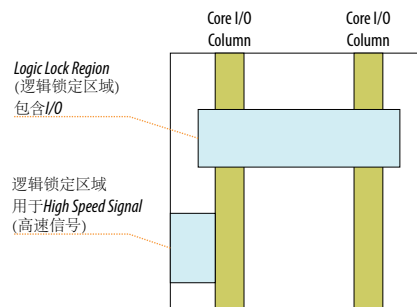 Core I/O
Column
Core I/O
Column
Logic Lock Region
(逻辑锁定区域)
包含I/O
逻辑锁定区域
用于High Speed Signal
(高速信号)